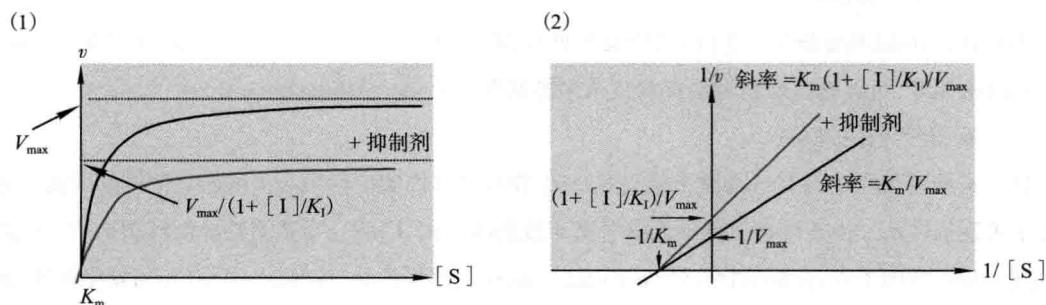 (1)
v
V_max
+ 抑制剂
V_max/(1+[I]/K_I)
[S]
K_m
(2)
1/v
斜率=K_m(1+[I]/K_I)/V_max
+ 抑制剂
斜率=K_m/V_max
(1+[I]/K_I)/V_max
-1/K_m
1/V_max
1/[S]